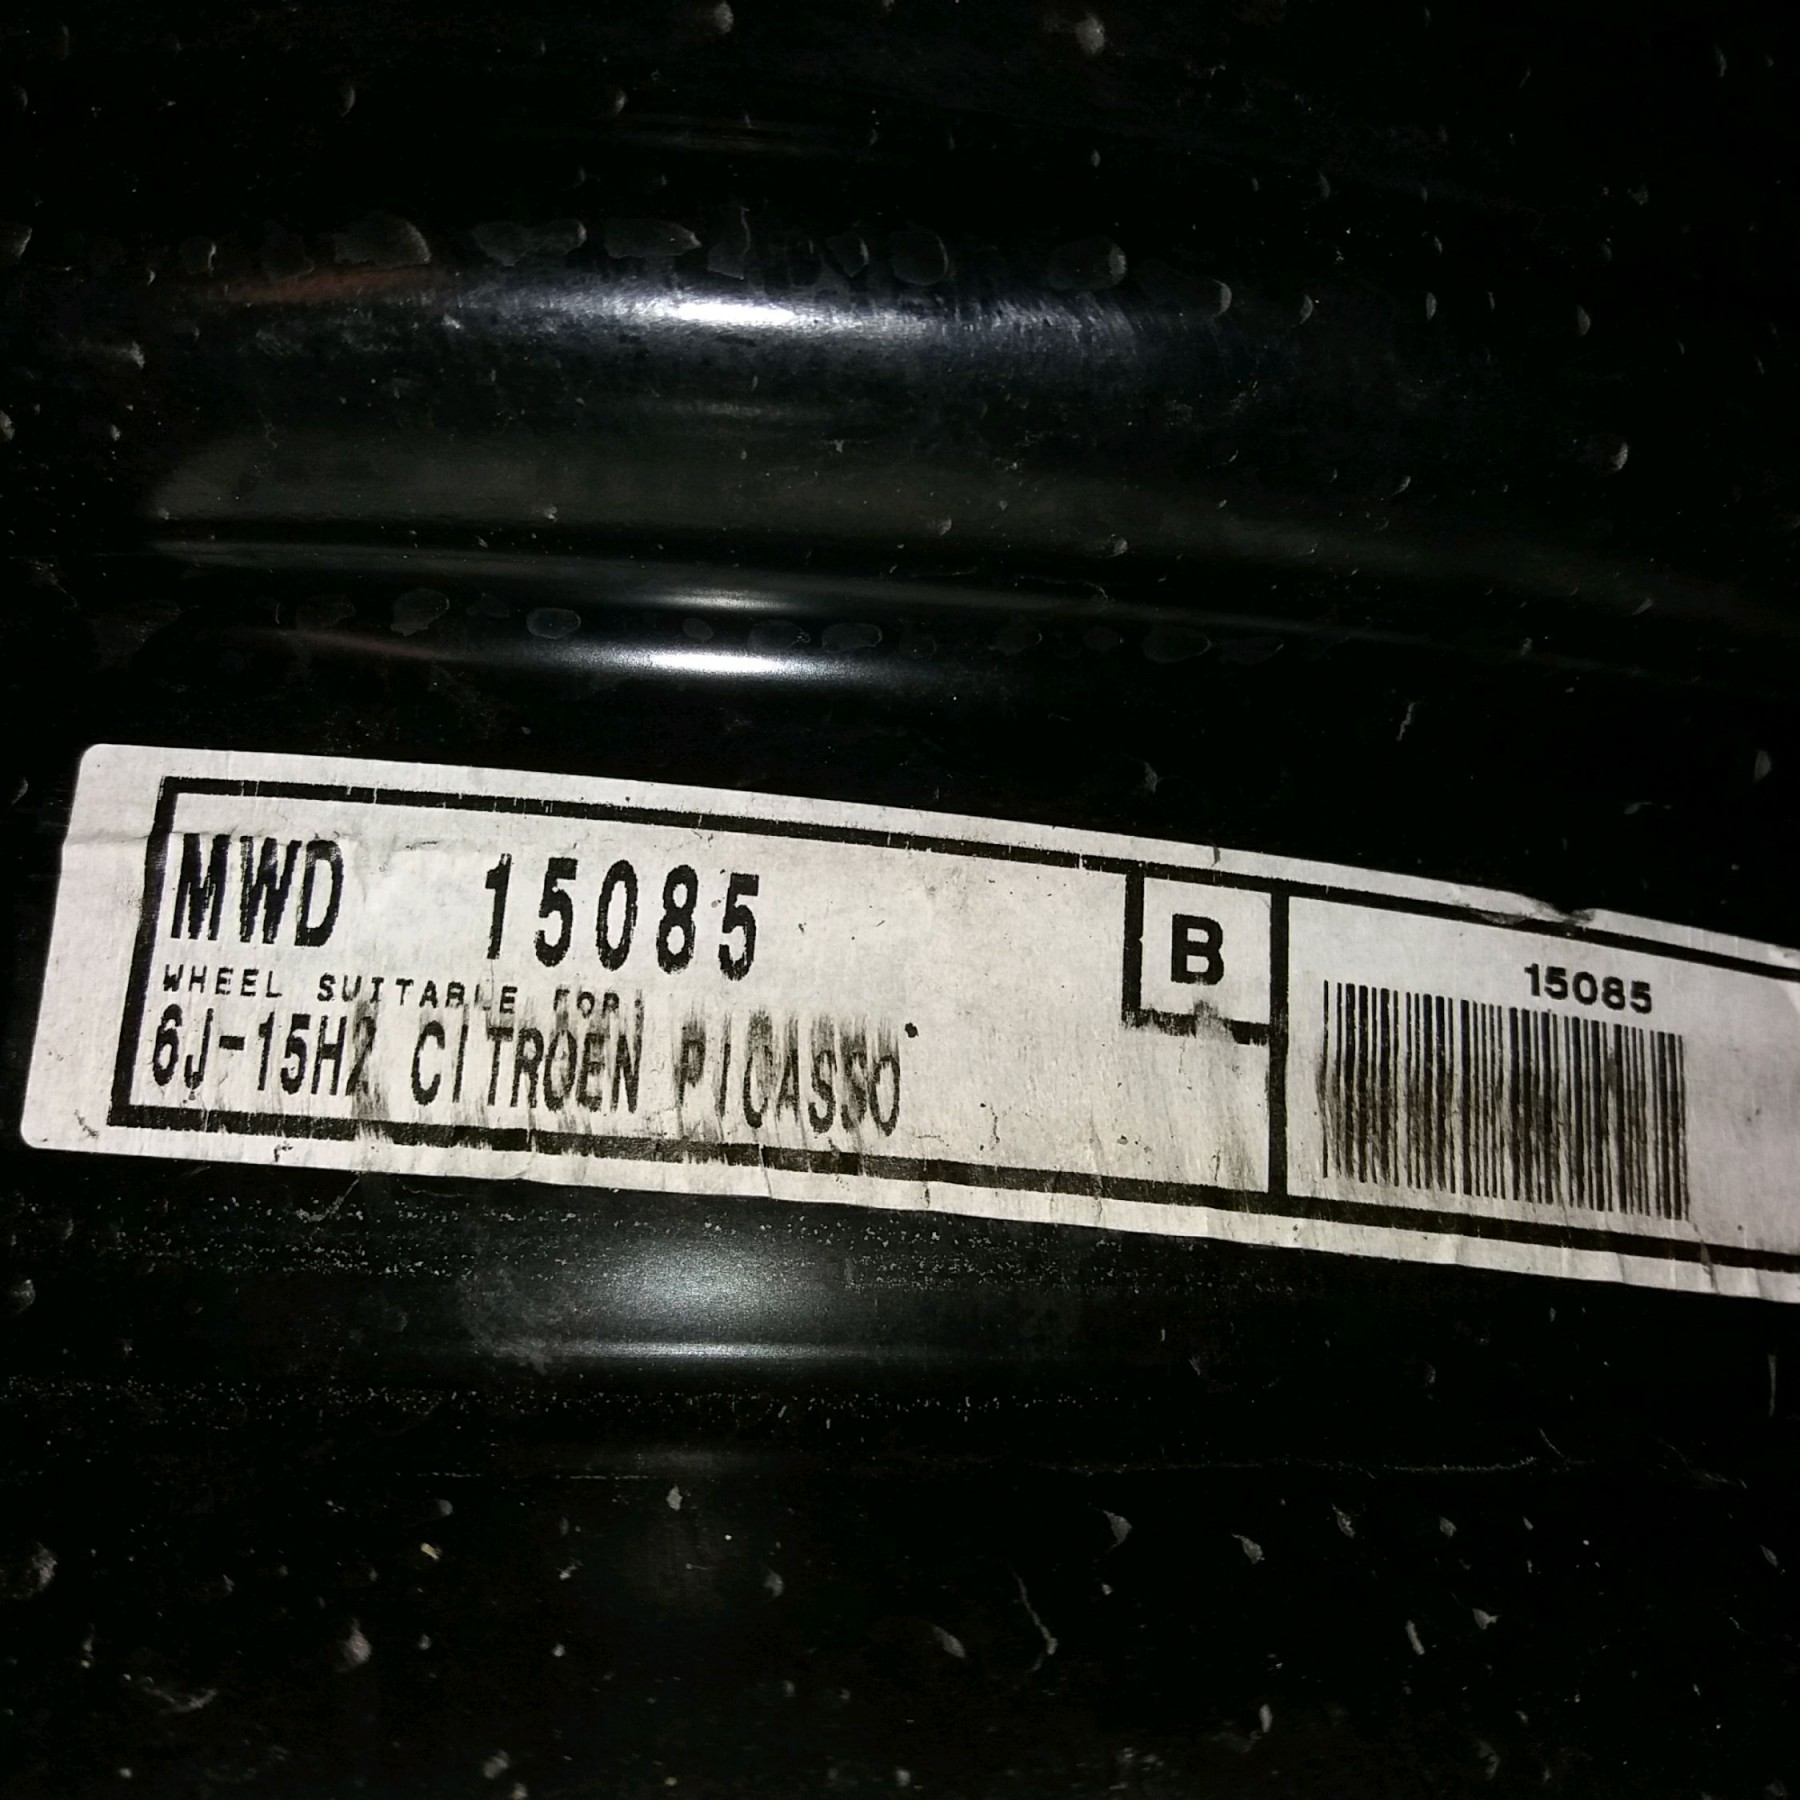 MWD 15085
WHEEL SUITABLE FOR:
6J-15H2 CITROEN PICASSO
B
15085